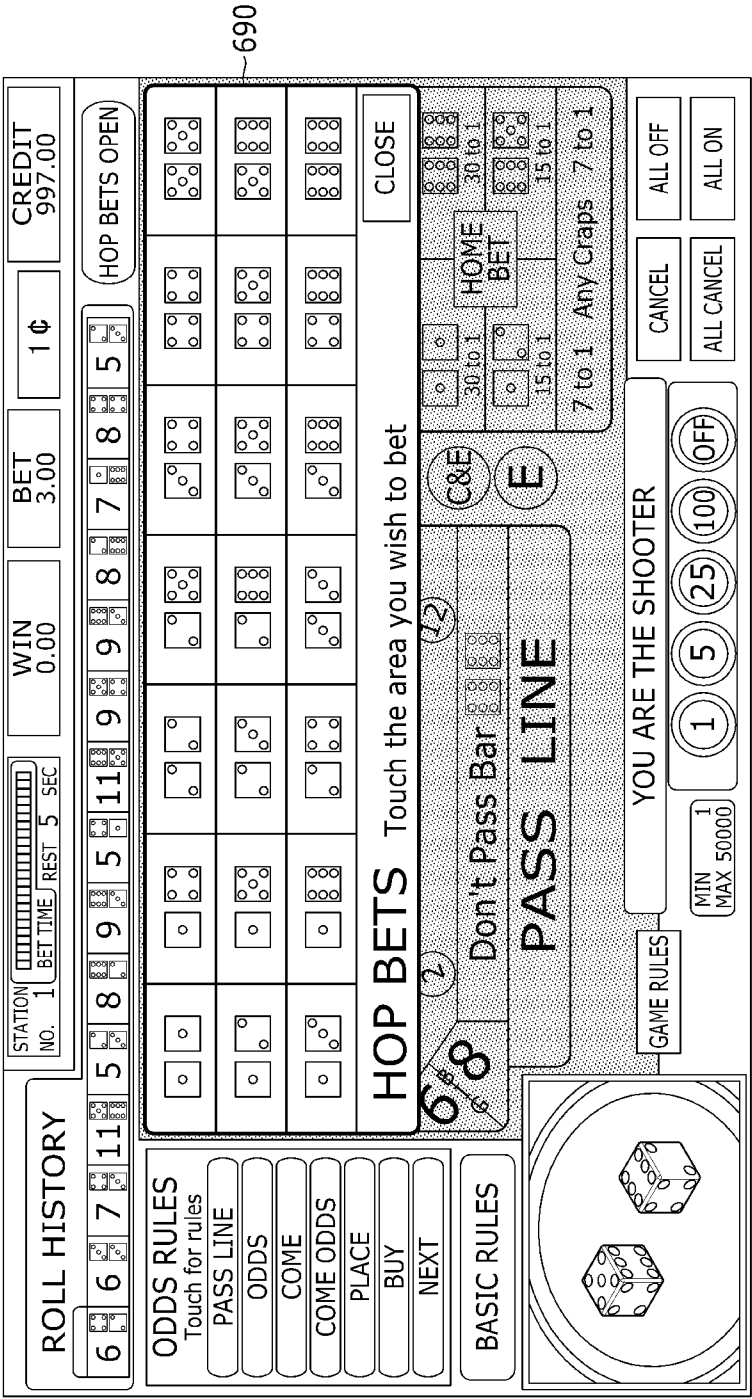 690
STATION NO. 1
BET TIME REST 5 SEC
WIN
0.00
BET
3.00
1¢
CREDIT
997.00
ROLL HISTORY
6 6 7 11 5 8 9 5 11 9 9 8 7 8 5
HOP BETS OPEN
ODDS RULES
Touch for rules
PASS LINE
ODDS
COME
COME ODDS
PLACE
BUY
NEXT
BASIC RULES
HOP BETS Touch the area you wish to bet
CLOSE
6 8
B
G
2
12
Don't Pass Bar
PASS LINE
C&E
E
30 to 1
30 to 1
HOME
BET
15 to 1
15 to 1
7 to 1 Any Craps 7 to 1
GAME RULES
YOU ARE THE SHOOTER
MIN 1
MAX 50000
1 5 25 100 OFF
CANCEL
ALL OFF
ALL CANCEL
ALL ON